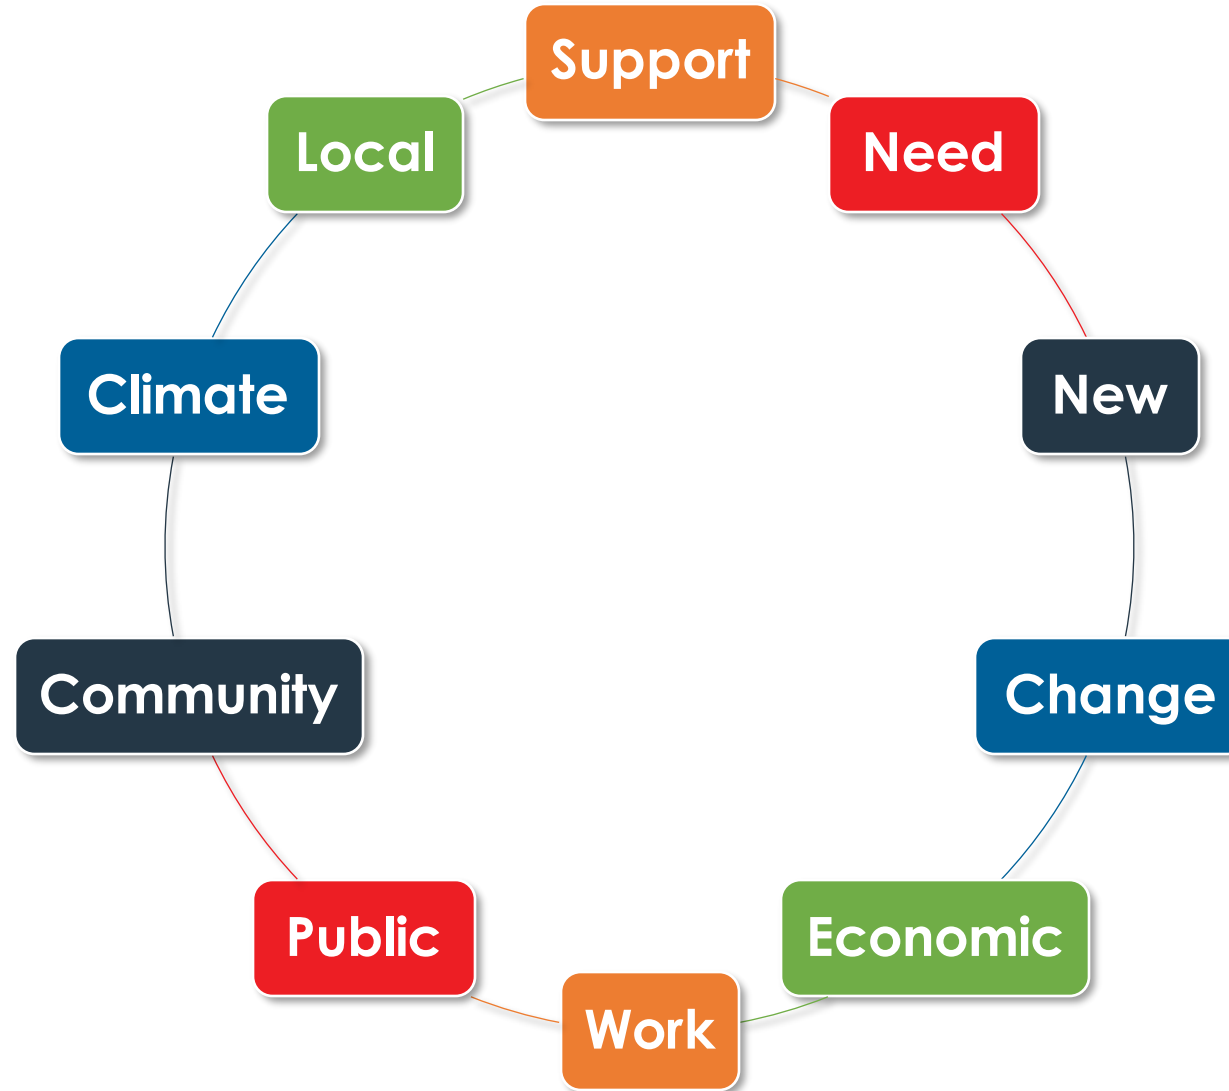 Support
Need
New
Change
Economic
Work
Public
Community
Climate
Local